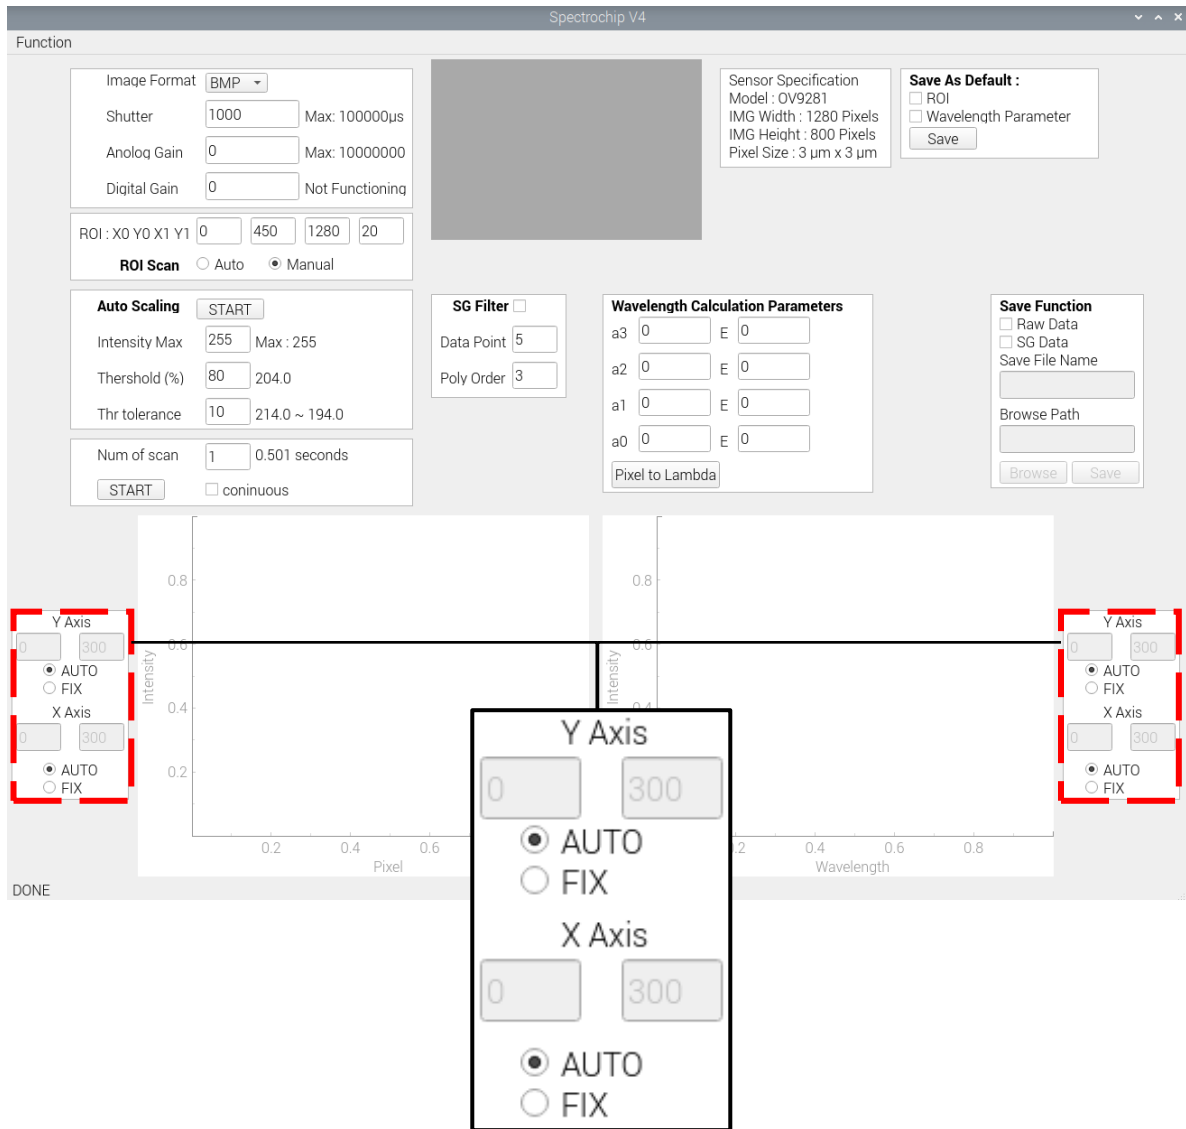 Spectrochip V4
Function
Image Format BMP
Shutter 1000 Max: 100000µs
Anolog Gain 0 Max: 10000000
Digital Gain 0 Not Functioning
ROI : X0 Y0 X1 Y1 0 450 1280 20
ROI Scan Auto Manual
Sensor Specification
Model : OV9281
IMG Width : 1280 Pixels
IMG Height : 800 Pixels
Pixel Size : 3 µm x 3 µm
Save As Default :
ROI
Wavelength Parameter
Save
Auto Scaling START
Intensity Max 255 Max : 255
Thershold (%) 80 204.0
Thr tolerance 10 214.0 ~ 194.0
Num of scan 1 0.501 seconds
START coninuous
SG Filter
Data Point 5
Poly Order 3
Wavelength Calculation Parameters
a3 0 E 0
a2 0 E 0
a1 0 E 0
a0 0 E 0
Pixel to Lambda
Save Function
Raw Data
SG Data
Save File Name
Browse Path
Browse Save
Y Axis
0 300
AUTO
FIX
X Axis
0 300
AUTO
FIX
0.8
0.6
0.4
0.2
Intensity
0.2 0.4 0.6
Pixel
0.8
0.6
0.4
Intensity
0.2 0.4 0.6 0.8
Wavelength
Y Axis
0 300
AUTO
FIX
X Axis
0 300
AUTO
FIX
DONE
Y Axis
0 300
AUTO
FIX
X Axis
0 300
AUTO
FIX